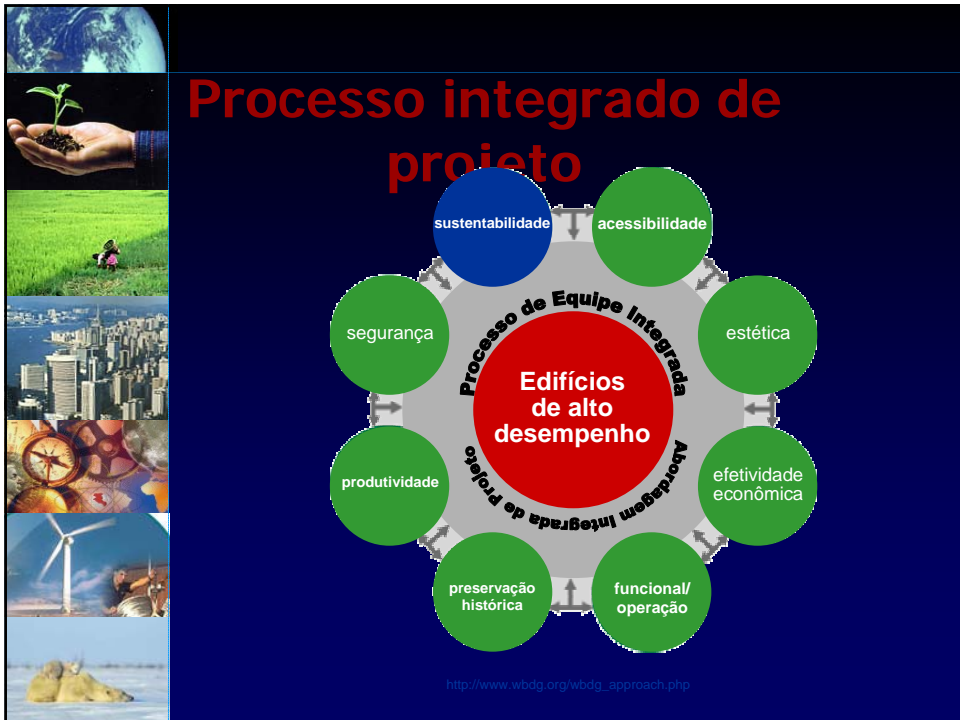 Processo integrado de
projeto
sustentabilidade
acessibilidade
segurança
estética
Processo de Equipe Integrada
Edifícios
de alto
desempenho
produtividade
efetividade
econômica
Abordagem Integrada de Projeto
preservação
histórica
funcional/
operação
http://www.wbdg.org/wbdg_approach.php